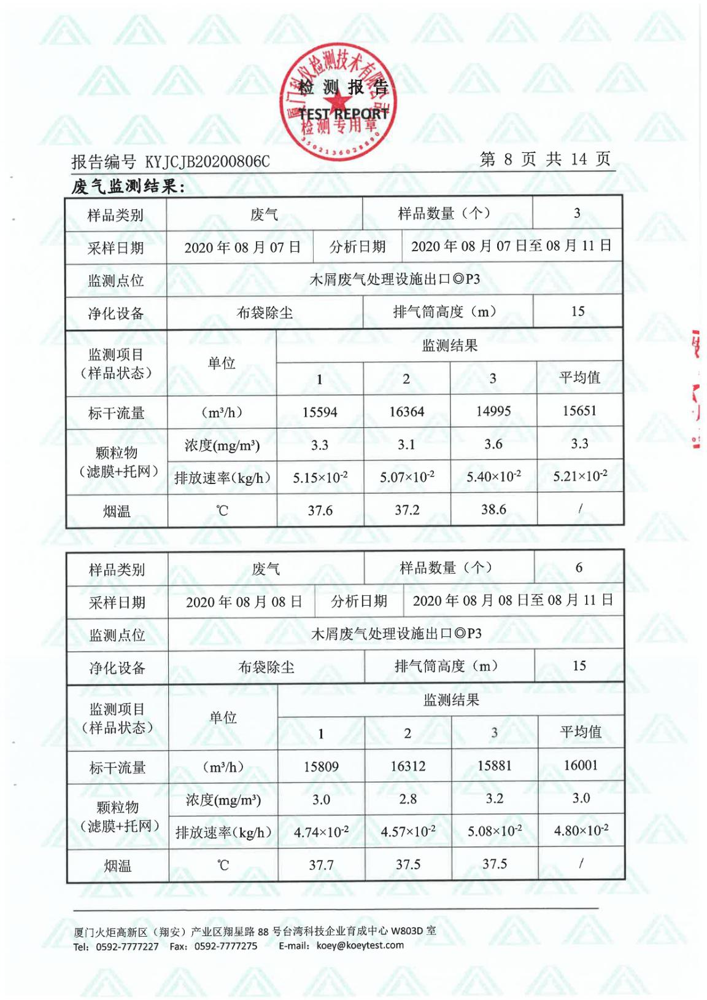 厦门科仪检测技术有限公司
检测报告
TEST REPORT
检测专用章
3502136028890
报告编号 KYJCJB20200806C 第 8 页 共 14 页
废气监测结果:
样品类别 废气 样品数量（个） 3
采样日期 2020 年 08 月 07 日 分析日期 2020 年 08 月 07 日至 08 月 11 日
监测点位 木屑废气处理设施出口◎P3
净化设备 布袋除尘 排气筒高度（m） 15
监测项目（样品状态） 单位 监测结果
1 2 3 平均值
标干流量 （m³/h） 15594 16364 14995 15651
颗粒物（滤膜+托网） 浓度(mg/m³) 3.3 3.1 3.6 3.3
排放速率(kg/h) 5.15×10⁻² 5.07×10⁻² 5.40×10⁻² 5.21×10⁻²
烟温 ℃ 37.6 37.2 38.6 /
样品类别 废气 样品数量（个） 6
采样日期 2020 年 08 月 08 日 分析日期 2020 年 08 月 08 日至 08 月 11 日
监测点位 木屑废气处理设施出口◎P3
净化设备 布袋除尘 排气筒高度（m） 15
监测项目（样品状态） 单位 监测结果
1 2 3 平均值
标干流量 （m³/h） 15809 16312 15881 16001
颗粒物（滤膜+托网） 浓度(mg/m³) 3.0 2.8 3.2 3.0
排放速率(kg/h) 4.74×10⁻² 4.57×10⁻² 5.08×10⁻² 4.80×10⁻²
烟温 ℃ 37.7 37.5 37.5 /
厦门火炬高新区（翔安）产业区翔星路 88 号台湾科技企业育成中心 W803D 室
Tel: 0592-7777227 Fax: 0592-7777275 E-mail: koey@koeytest.com